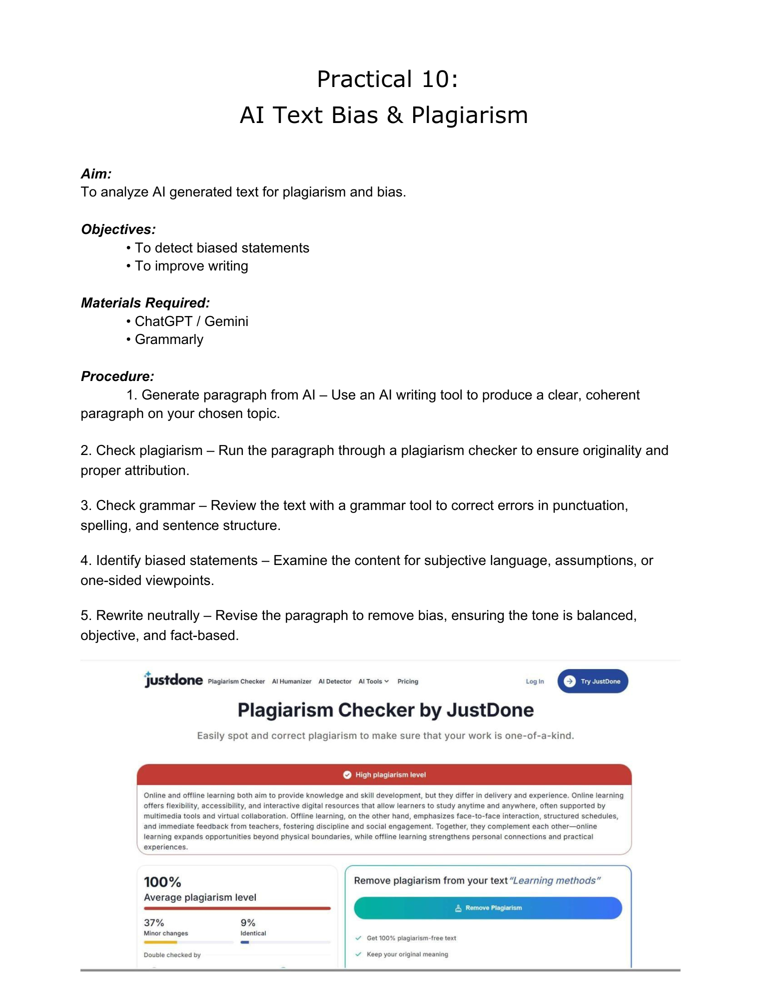 Practical 10:
AI Text Bias & Plagiarism
Aim:
To analyze AI generated text for plagiarism and bias.
Objectives:
• To detect biased statements
• To improve writing
Materials Required:
• ChatGPT / Gemini
• Grammarly
Procedure:
1. Generate paragraph from AI – Use an AI writing tool to produce a clear, coherent
paragraph on your chosen topic.
2. Check plagiarism – Run the paragraph through a plagiarism checker to ensure originality and
proper attribution.
3. Check grammar – Review the text with a grammar tool to correct errors in punctuation,
spelling, and sentence structure.
4. Identify biased statements – Examine the content for subjective language, assumptions, or
one-sided viewpoints.
5. Rewrite neutrally – Revise the paragraph to remove bias, ensuring the tone is balanced,
objective, and fact-based.
justdone Plagiarism Checker AI Humanizer AI Detector AI Tools Pricing Log In Try JustDone
Plagiarism Checker by JustDone
Easily spot and correct plagiarism to make sure that your work is one-of-a-kind.
High plagiarism level
Online and offline learning both aim to provide knowledge and skill development, but they differ in delivery and experience. Online learning
offers flexibility, accessibility, and interactive digital resources that allow learners to study anytime and anywhere, often supported by
multimedia tools and virtual collaboration. Offline learning, on the other hand, emphasizes face-to-face interaction, structured schedules,
and immediate feedback from teachers, fostering discipline and social engagement. Together, they complement each other—online
learning expands opportunities beyond physical boundaries, while offline learning strengthens personal connections and practical
experiences.
100%
Average plagiarism level
37% 9%
Minor changes Identical
Double checked by
Remove plagiarism from your text “Learning methods”
Remove Plagiarism
Get 100% plagiarism-free text
Keep your original meaning